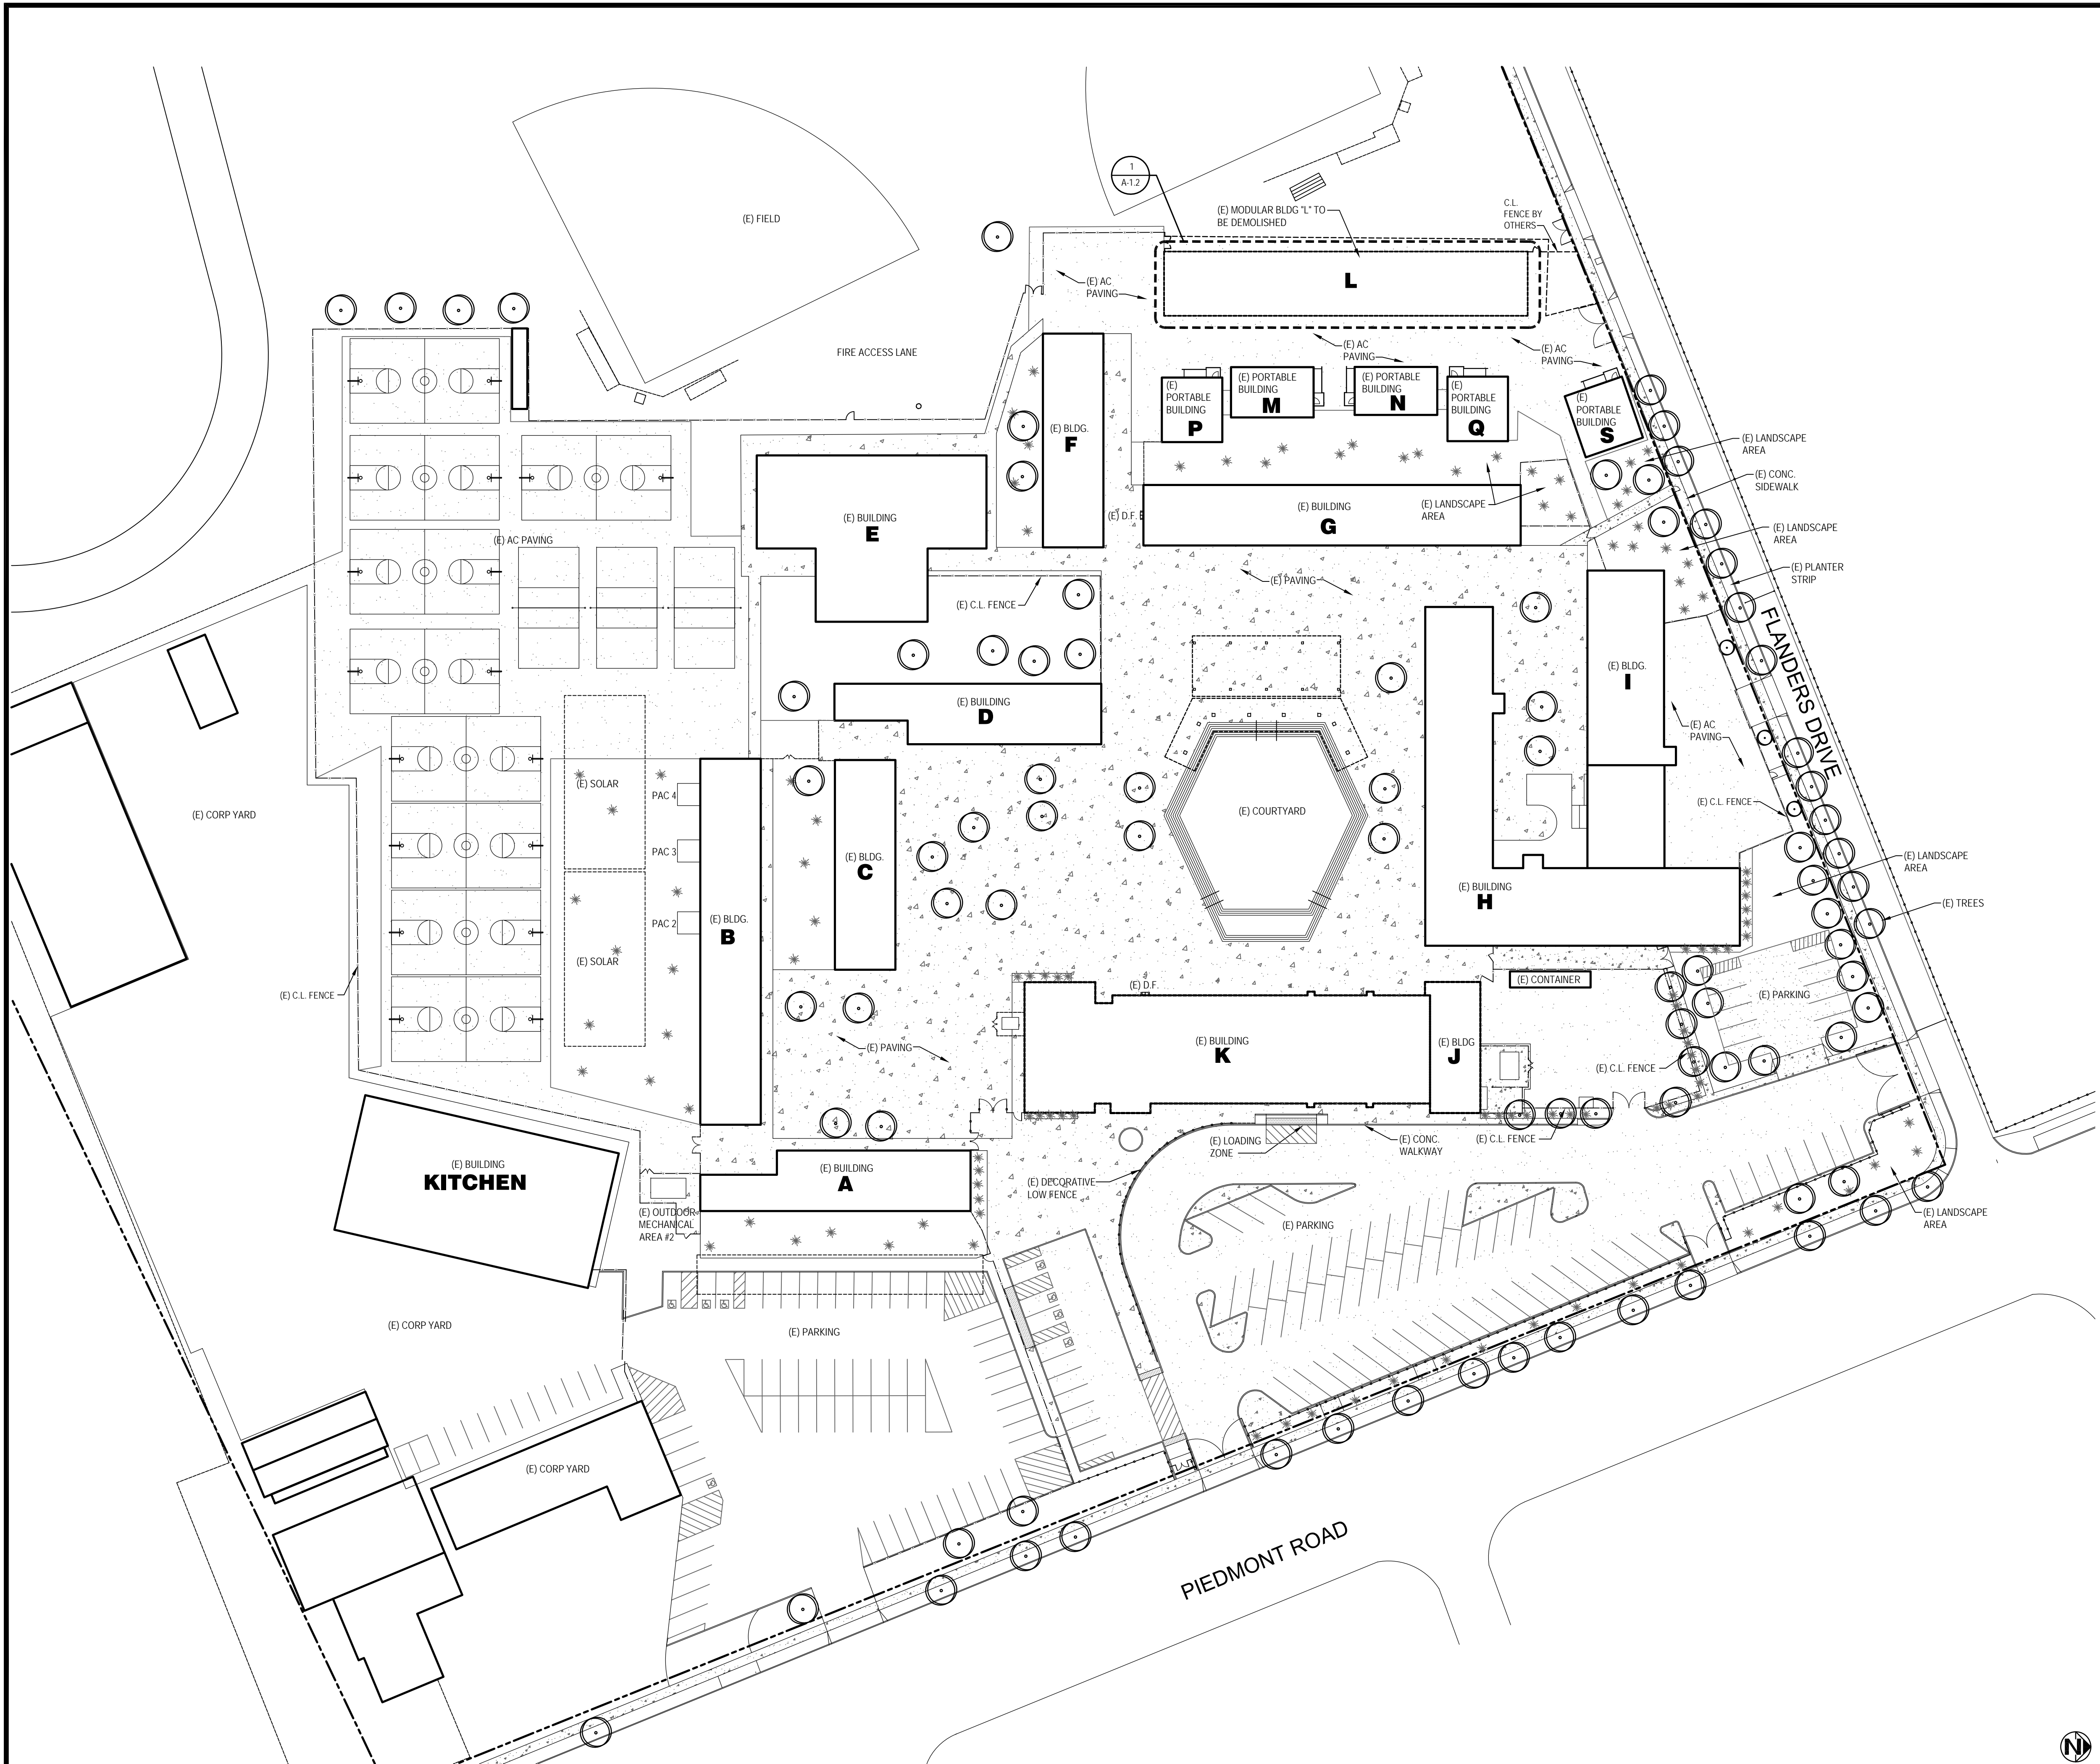 1
A-1.2
(E) FIELD
(E) MODULAR BLDG "L" TO
BE DEMOLISHED
C.L.
FENCE BY
OTHERS
(E) AC
PAVING
L
FIRE ACCESS LANE
(E) AC
PAVING
(E) AC
PAVING
(E)
PORTABLE
BUILDING
P
(E) PORTABLE
BUILDING
M
(E) PORTABLE
BUILDING
N
(E)
PORTABLE
BUILDING
Q
(E)
PORTABLE
BUILDING
S
(E) BLDG.
F
(E) LANDSCAPE
AREA
(E) CONC.
SIDEWALK
(E) BUILDING
E
(E) D.F.
(E) BUILDING
G
(E) LANDSCAPE
AREA
(E) LANDSCAPE
AREA
(E) AC PAVING
(E) PLANTER
STRIP
(E) PAVING
(E) C.L. FENCE
FLANDERS DRIVE
(E) BLDG.
I
(E) BUILDING
D
(E) AC
PAVING
(E) SOLAR
PAC 4
(E) CORP YARD
(E) COURTYARD
(E) C.L. FENCE
PAC 3
(E) BLDG.
C
(E) LANDSCAPE
AREA
(E) BUILDING
H
(E) TREES
PAC 2
(E) BLDG.
B
(E) SOLAR
(E) C.L. FENCE
(E) D.F.
(E) CONTAINER
(E) PARKING
(E) PAVING
(E) BUILDING
K
(E) BLDG
J
(E) C.L. FENCE
(E) LOADING
ZONE
(E) CONC.
WALKWAY
(E) C.L. FENCE
(E) BUILDING
KITCHEN
(E) BUILDING
A
(E) DECORATIVE
LOW FENCE
(E) OUTDOOR
MECHANICAL
AREA #2
(E) PARKING
(E) LANDSCAPE
AREA
(E) CORP YARD
(E) PARKING
(E) CORP YARD
PIEDMONT ROAD
N